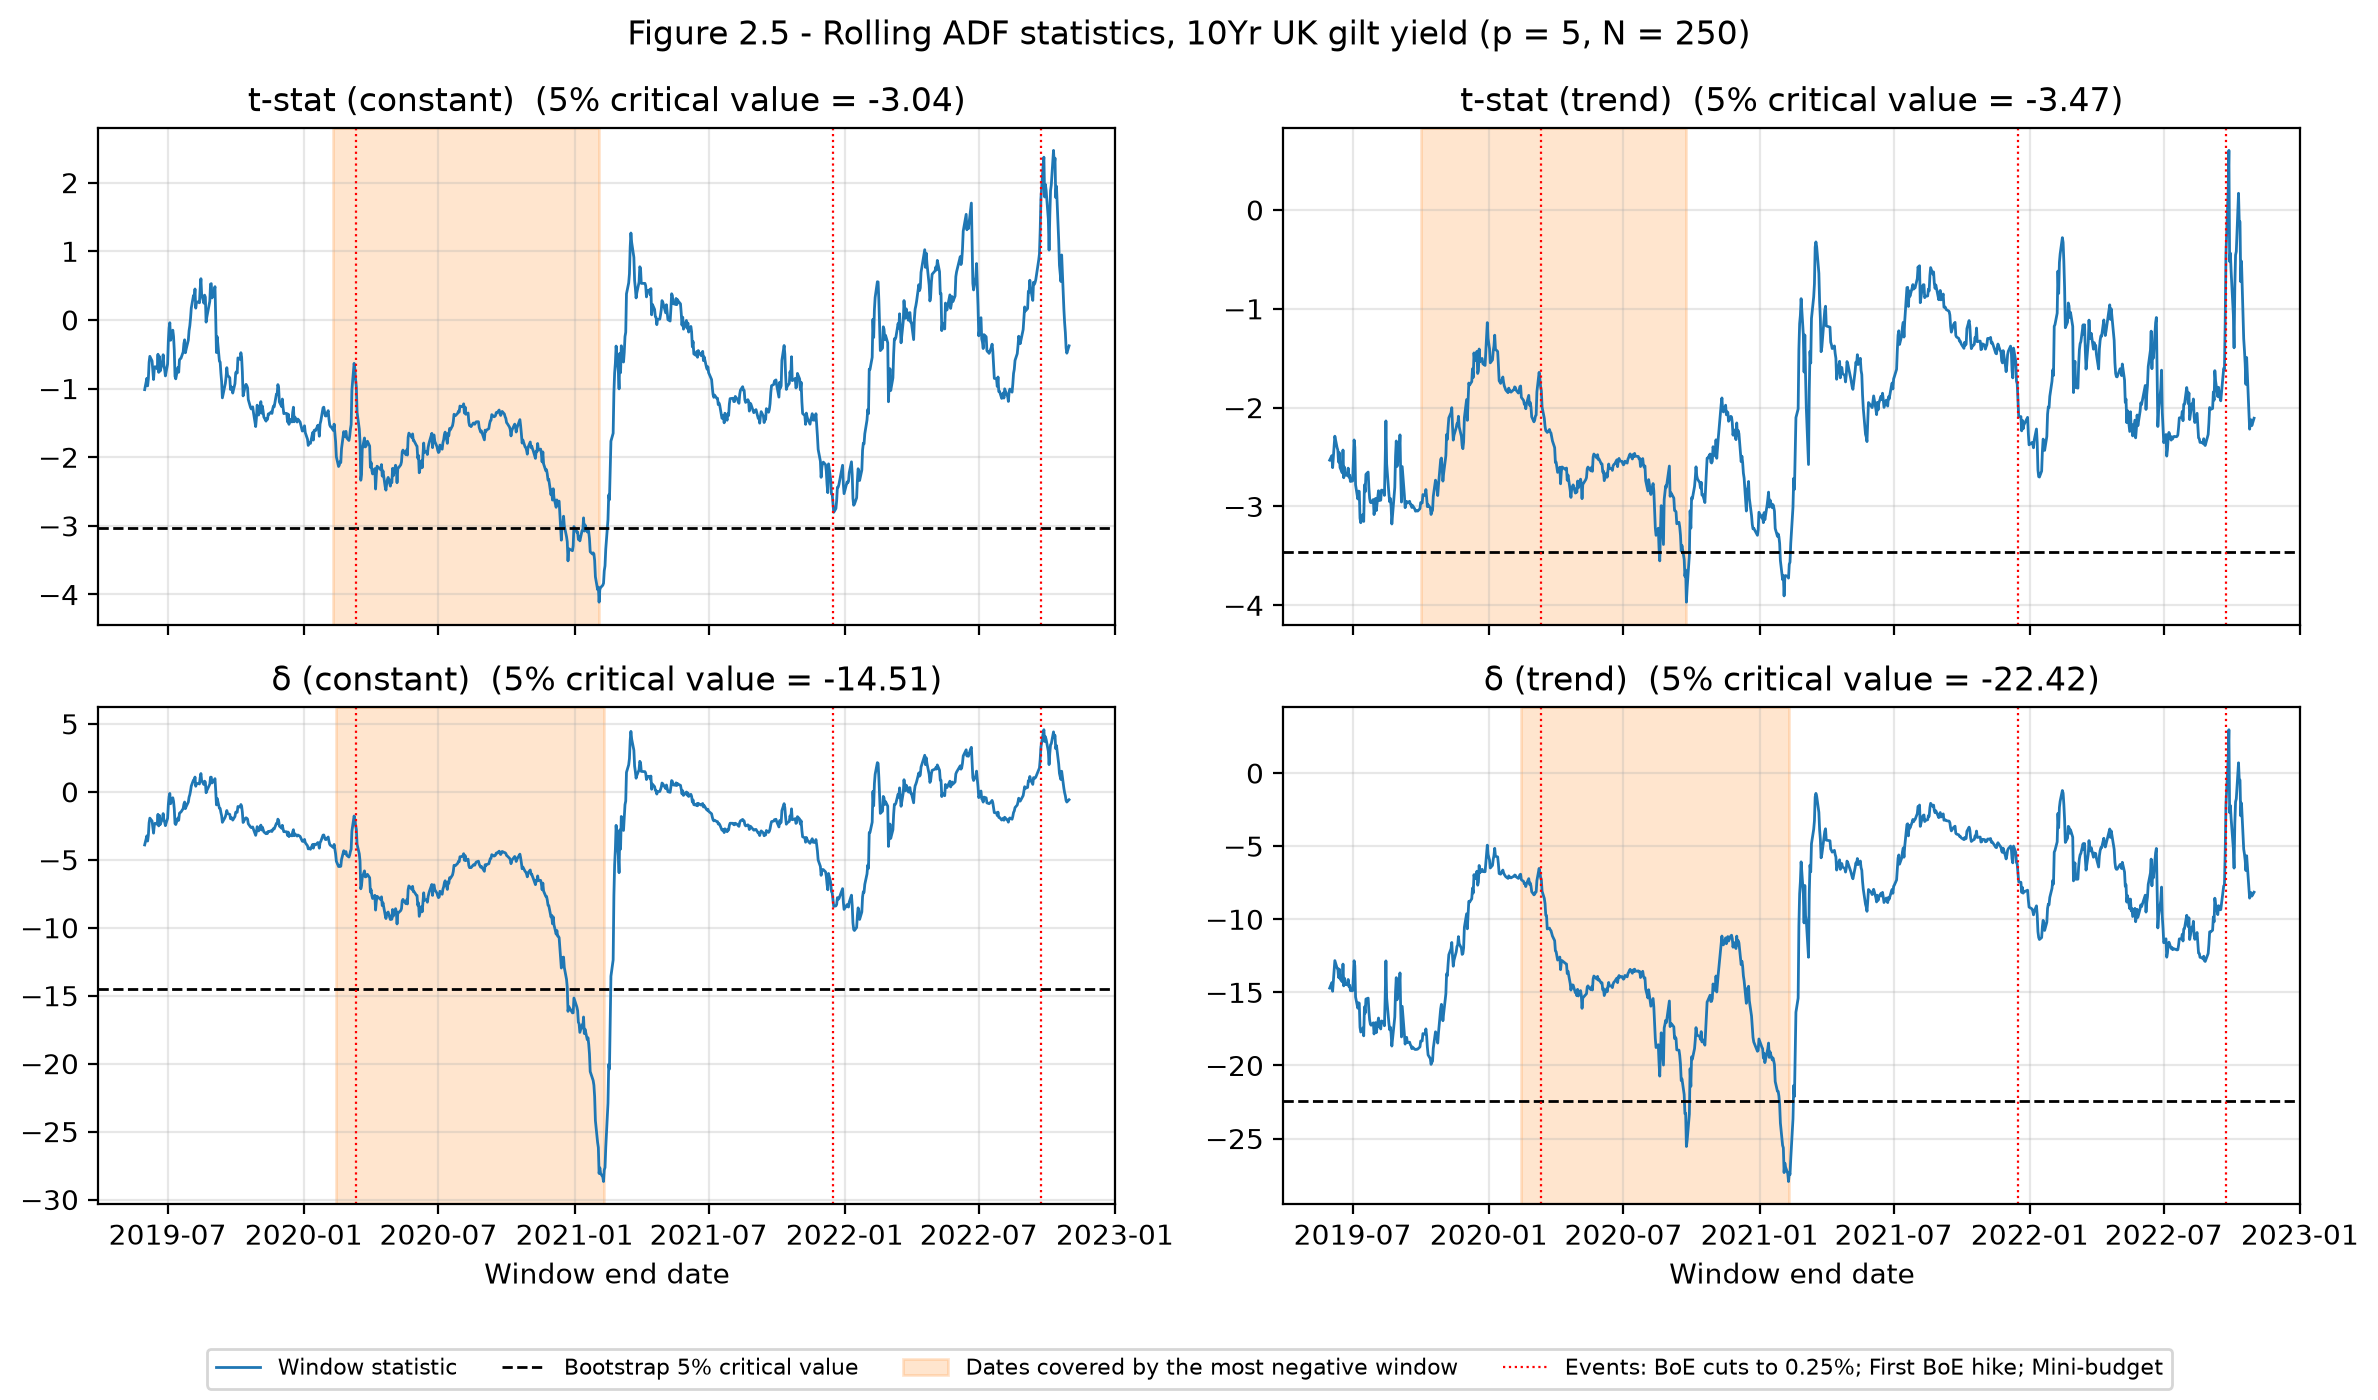 Figure 2.5 - Rolling ADF statistics, 10Yr UK gilt yield (p = 5, N = 250)
t-stat (constant)  (5% critical value = -3.04)
2
1
0
−1
−2
−3
−4
t-stat (trend)  (5% critical value = -3.47)
0
−1
−2
−3
−4
δ (constant)  (5% critical value = -14.51)
5
0
−5
−10
−15
−20
−25
−30
2019-07 2020-01 2020-07 2021-01 2021-07 2022-01 2022-07 2023-01
Window end date
δ (trend)  (5% critical value = -22.42)
0
−5
−10
−15
−20
−25
2019-07 2020-01 2020-07 2021-01 2021-07 2022-01 2022-07 2023-01
Window end date
Window statistic Bootstrap 5% critical value Dates covered by the most negative window Events: BoE cuts to 0.25%; First BoE hike; Mini-budget